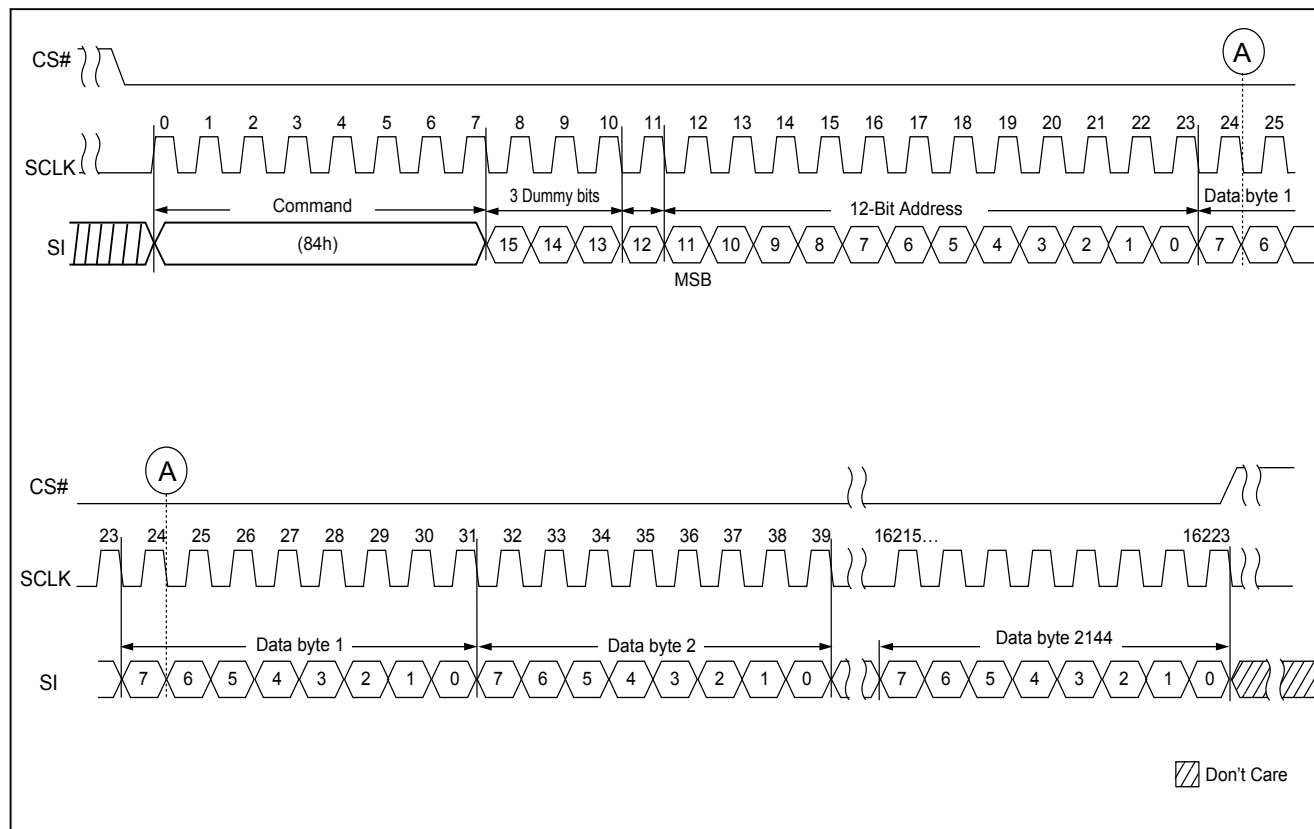 CS#
A
0 1 2 3 4 5 6 7 8 9 10 11 12 13 14 15 16 17 18 19 20 21 22 23 24 25
SCLK
Command 3 Dummy bits 12-Bit Address Data byte 1
SI (84h) 15 14 13 12 11 10 9 8 7 6 5 4 3 2 1 0 7 6
MSB
A
CS#
23 24 25 26 27 28 29 30 31 32 33 34 35 36 37 38 39 16215... 16223
SCLK
Data byte 1 Data byte 2 Data byte 2144
SI 7 6 5 4 3 2 1 0 7 6 5 4 3 2 1 0 7 6 5 4 3 2 1 0
Don't Care